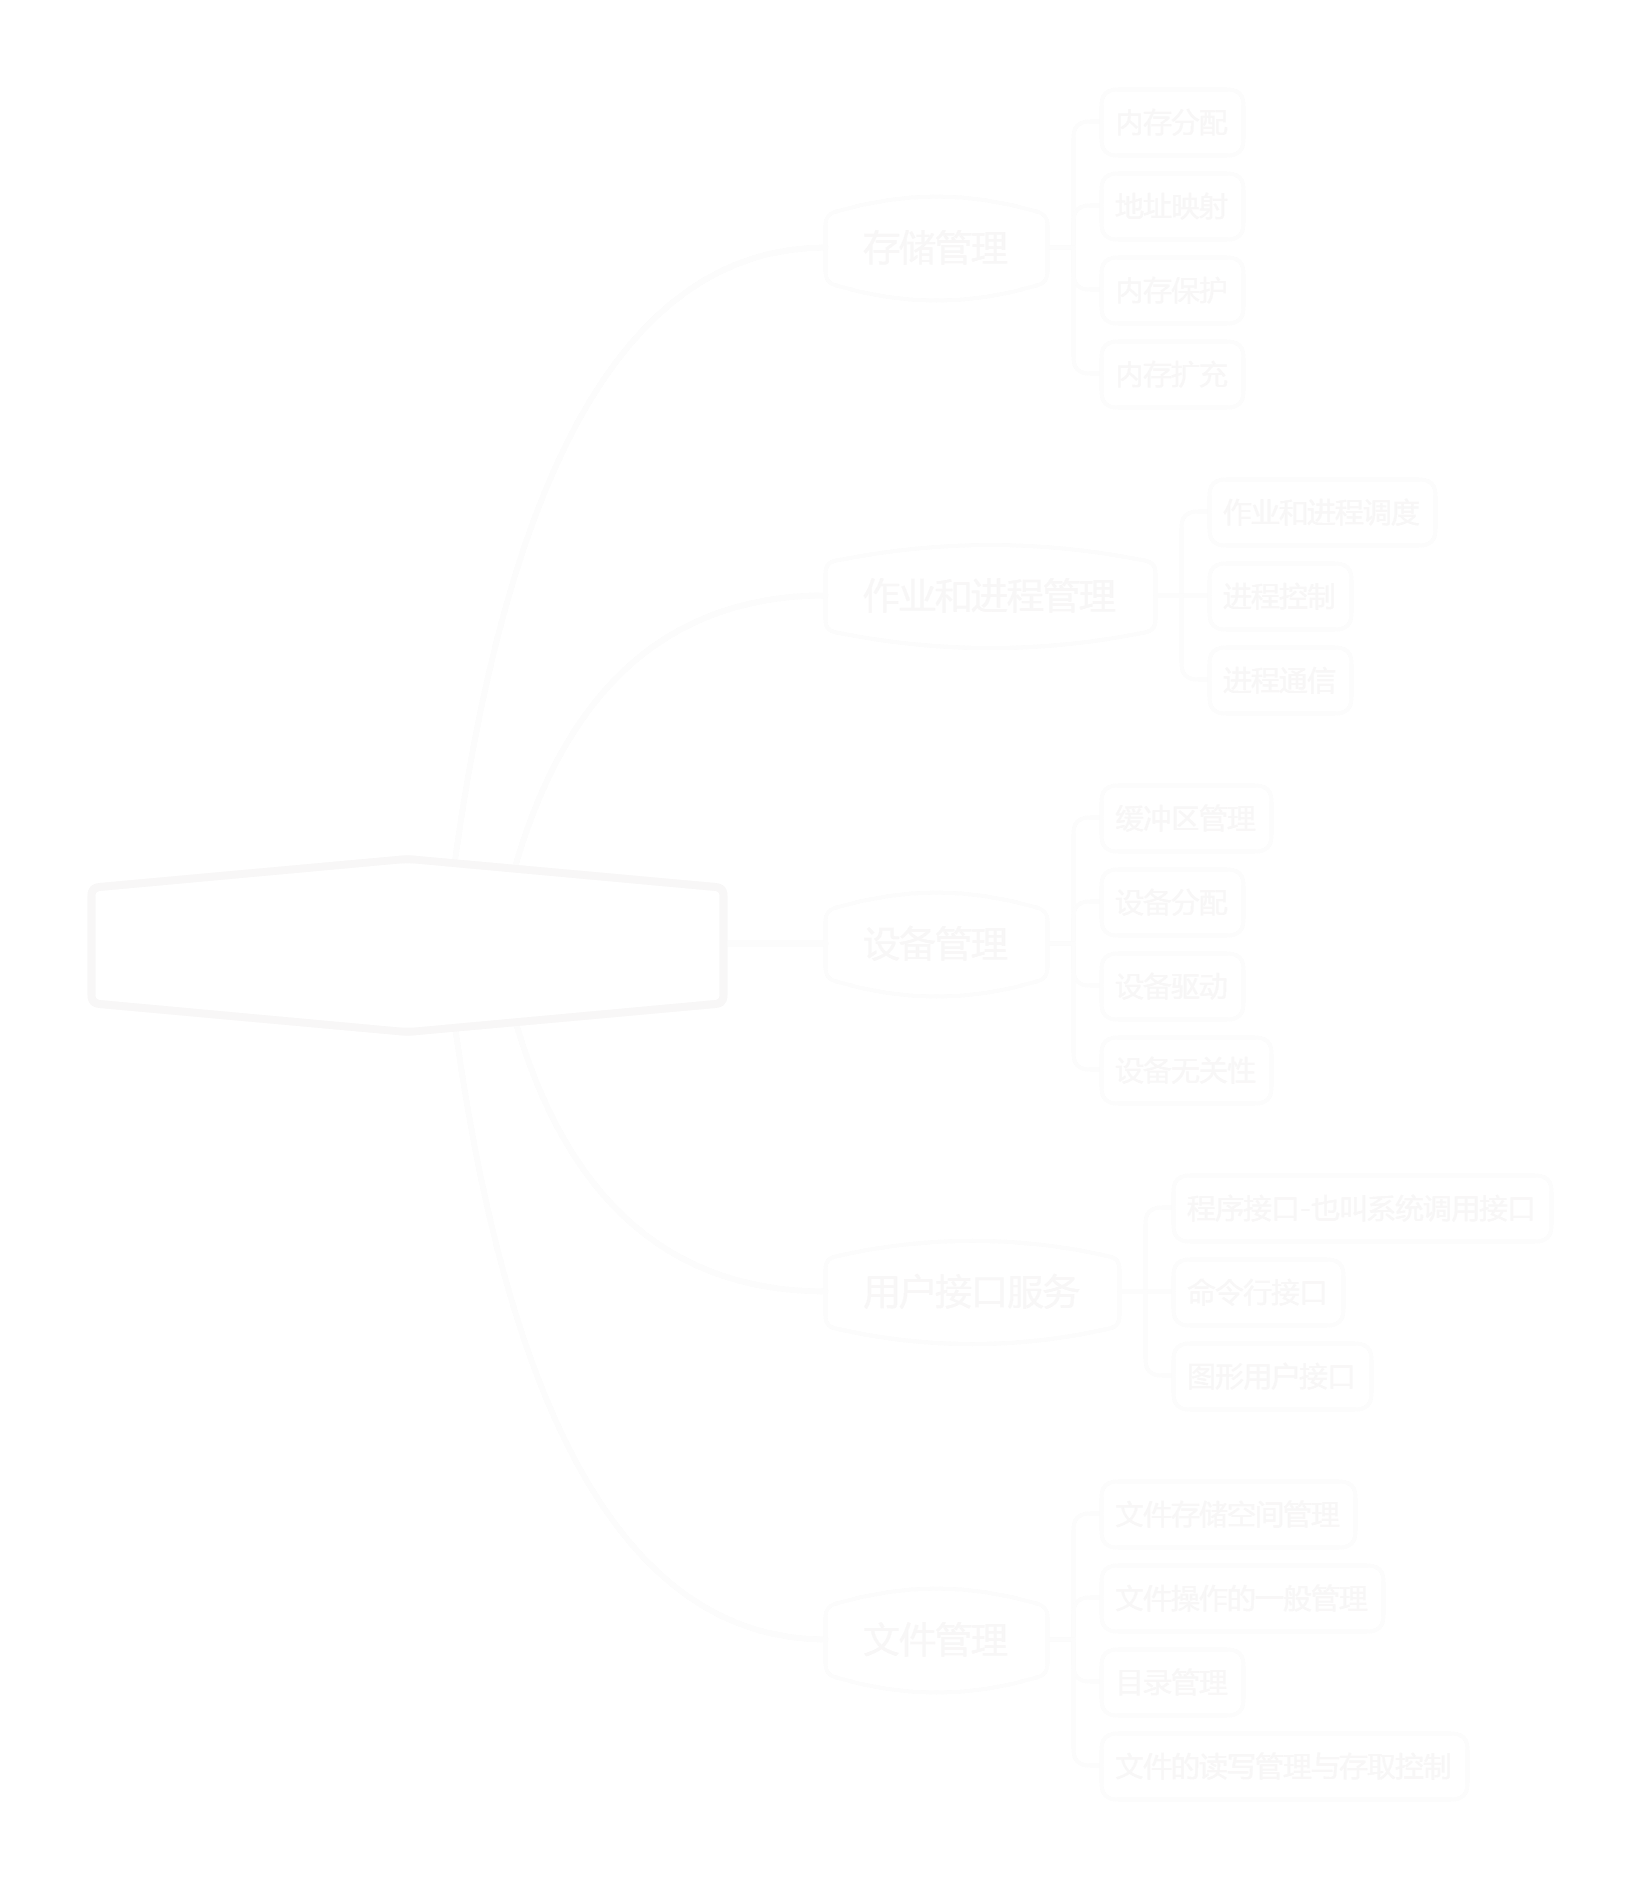 内存分配
地址映射
存储管理
内存保护
内存扩充
作业和进程调度
作业和进程管理
进程控制
进程通信
缓冲区管理
设备分配
设备管理
设备驱动
设备无关性
程序接口-也叫系统调用接口
用户接口服务
命令行接口
图形用户接口
文件存储空间管理
文件操作的一般管理
文件管理
目录管理
文件的读写管理与存取控制